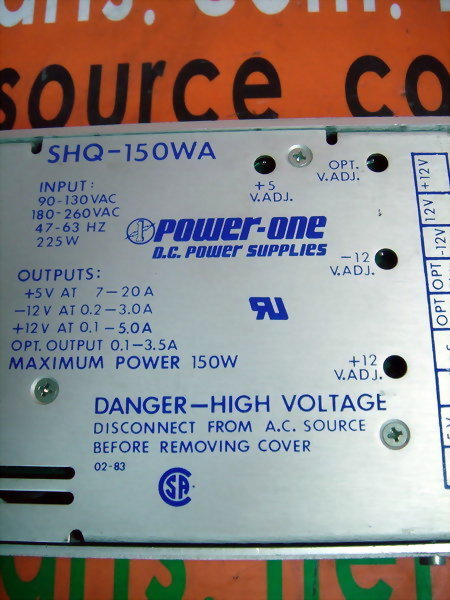 source co
SHQ-150WA
INPUT:
90-130 VAC
180-260VAC
47-63 HZ
225W
+5
V.ADJ.
OPT.
V.ADJ.
POWER-ONE
D.C. POWER SUPPLIES
-12
V.ADJ.
OUTPUTS:
+5V AT 7-20A
-12V AT 0.2-3.0A
+12V AT 0.1-5.0A
OPT. OUTPUT 0.1-3.5A
MAXIMUM POWER 150W
+12
V.ADJ.
DANGER-HIGH VOLTAGE
DISCONNECT FROM A.C. SOURCE
BEFORE REMOVING COVER
02-83
+12V
12V
-12V
OPT
OPT